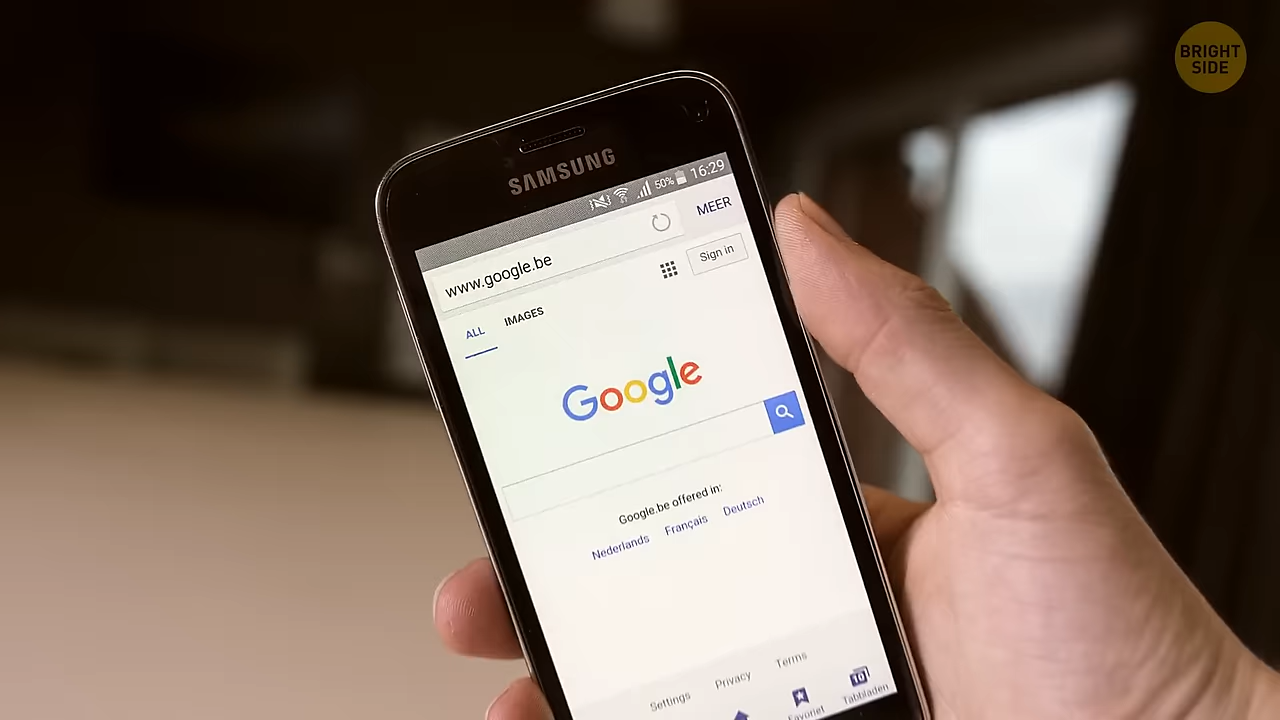 BRIGHT
SIDE
SAMSUNG
50% 16:29
www.google.be MEER
Sign in
ALL IMAGES
Google
Google.be offered in:
Nederlands Français Deutsch
Settings Privacy Terms
Favoriet 10 Tabbladen